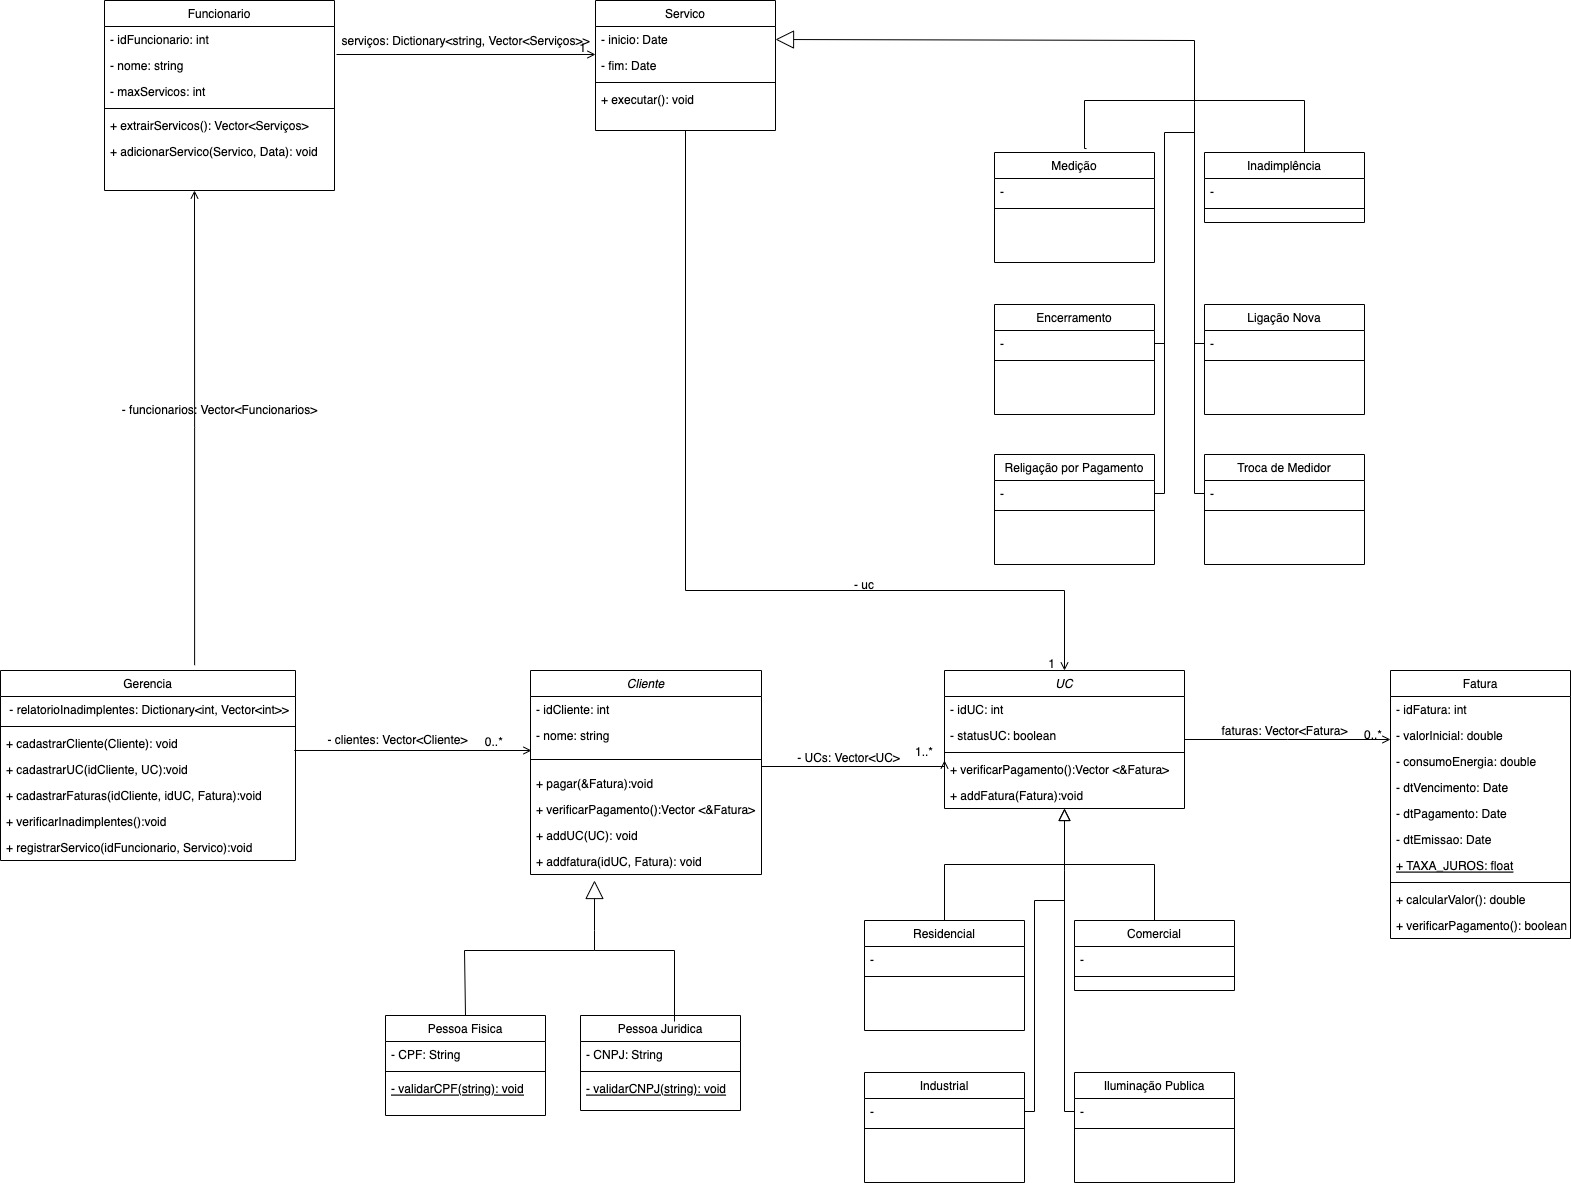 Funcionario
- idFuncionario: int
- nome: string
- maxServicos: int
+ extrairServicos(): Vector<Serviços>
+ adicionarServico(Servico, Data): void
serviços: Dictionary<string, Vector<Serviços>>
1
Servico
- inicio: Date
- fim: Date
+ executar(): void
Medição
-
Inadimplência
-
Encerramento
-
Ligação Nova
-
Religação por Pagamento
-
Troca de Medidor
-
- funcionarios: Vector<Funcionarios>
- uc
1
Gerencia
- relatorioInadimplentes: Dictionary<int, Vector<int>>
+ cadastrarCliente(Cliente): void
+ cadastrarUC(idCliente, UC):void
+ cadastrarFaturas(idCliente, idUC, Fatura):void
+ verificarInadimplentes():void
+ registrarServico(idFuncionario, Servico):void
- clientes: Vector<Cliente>
0..*
Cliente
- idCliente: int
- nome: string
+ pagar(&Fatura):void
+ verificarPagamento():Vector <&Fatura>
+ addUC(UC): void
+ addfatura(idUC, Fatura): void
- UCs: Vector<UC>
1..*
UC
- idUC: int
- statusUC: boolean
+ verificarPagamento():Vector <&Fatura>
+ addFatura(Fatura):void
faturas: Vector<Fatura>
0..*
Fatura
- idFatura: int
- valorInicial: double
- consumoEnergia: double
- dtVencimento: Date
- dtPagamento: Date
- dtEmissao: Date
+ TAXA_JUROS: float
+ calcularValor(): double
+ verificarPagamento(): boolean
Pessoa Fisica
- CPF: String
- validarCPF(string): void
Pessoa Juridica
- CNPJ: String
- validarCNPJ(string): void
Residencial
-
Comercial
-
Industrial
-
Iluminação Publica
-